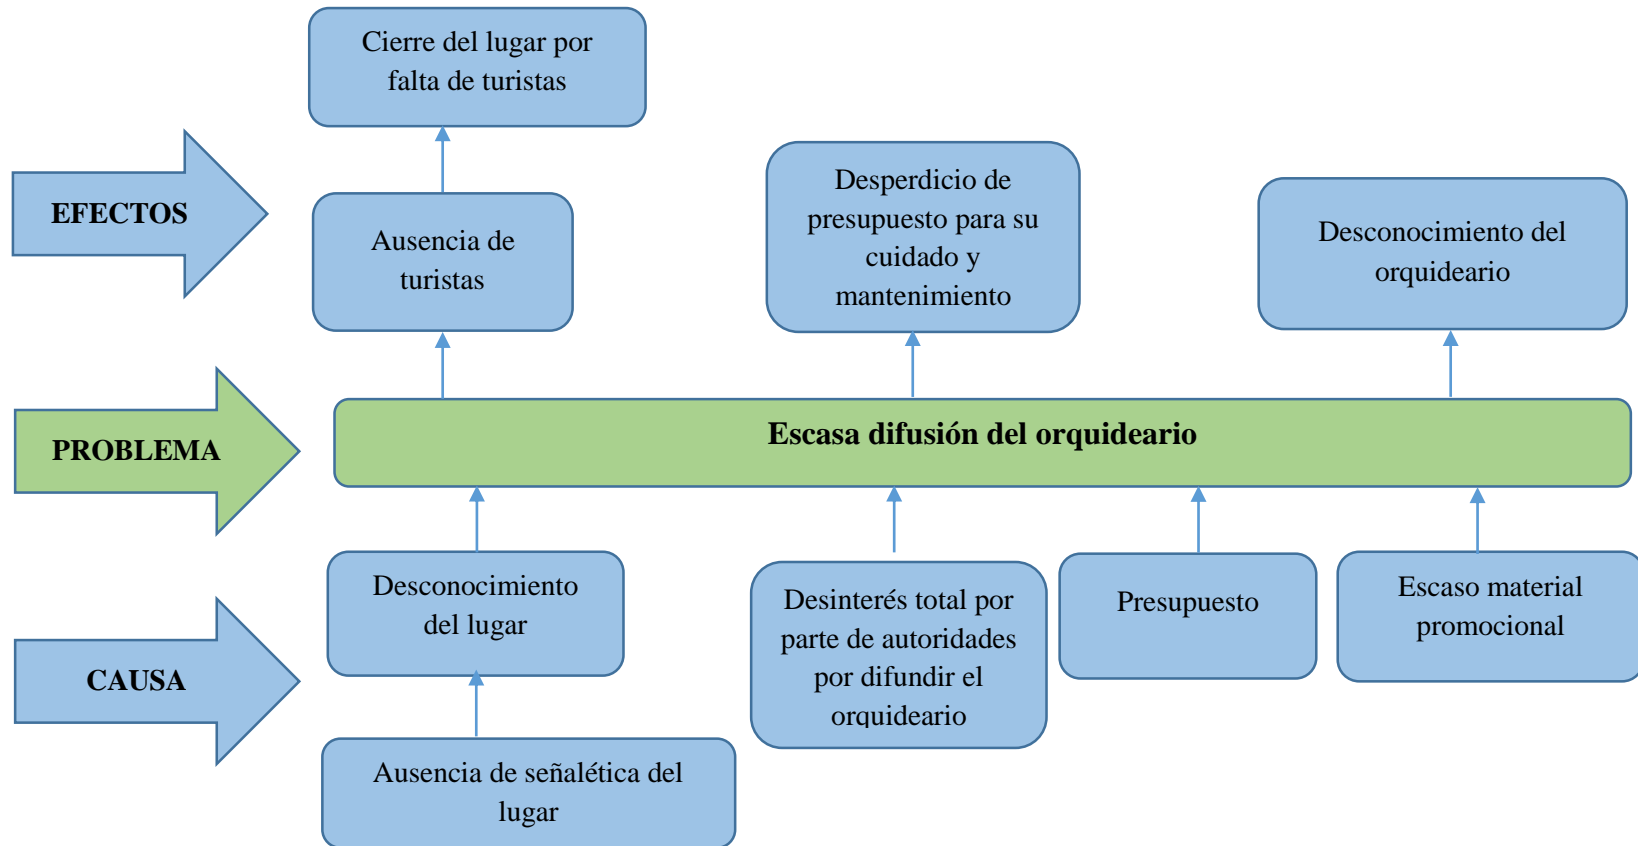 Cierre del lugar por
falta de turistas
EFECTOS
Ausencia de
turistas
Desperdicio de
presupuesto para su
cuidado y
mantenimiento
Desconocimiento del
orquideario
PROBLEMA
Escasa difusión del orquideario
CAUSA
Desconocimiento
del lugar
Desinterés total por
parte de autoridades
por difundir el
orquideario
Presupuesto
Escaso material
promocional
Ausencia de señalética del
lugar